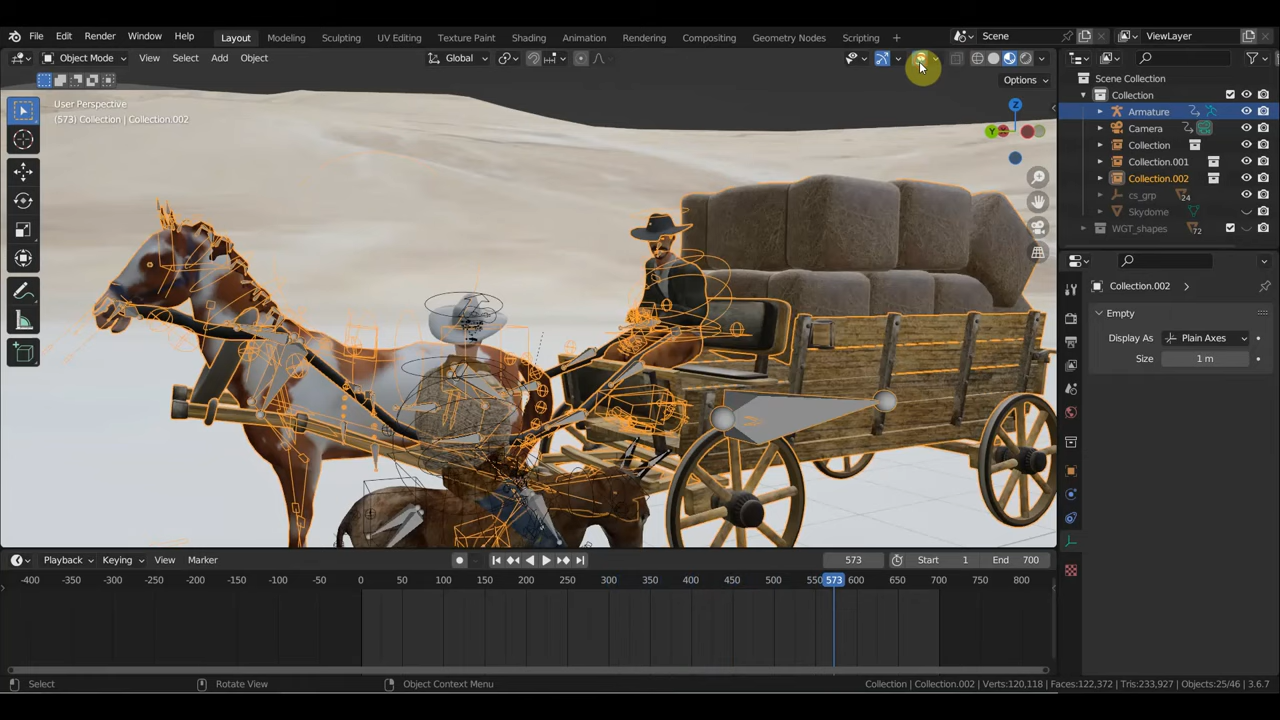 File Edit Render Window Help Layout Modeling Sculpting UV Editing Texture Paint Shading Animation Rendering Compositing Geometry Nodes Scripting + Scene ViewLayer
Object Mode View Select Add Object Global
Options
User Perspective
(573) Collection | Collection.002
Z
Y
Scene Collection
Collection
Armature
Camera
Collection
Collection.001
Collection.002
cs_grp 24
Skydome
WGT_shapes 72
Collection.002
Empty
Display As Plain Axes
Size 1 m
Playback Keying View Marker 573 Start 1 End 700
-400 -350 -300 -250 -200 -150 -100 -50 0 50 100 150 200 250 300 350 400 450 500 550 573 600 650 700 750 800
Select Rotate View Object Context Menu Collection | Collection.002 | Verts:120,118 | Faces:122,372 | Tris:233,927 | Objects:25/46 | 3.6.7